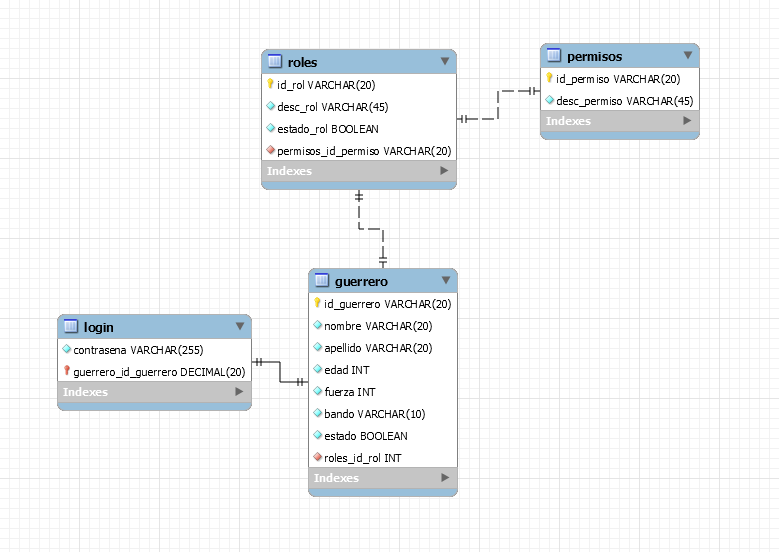 roles
id_rol VARCHAR(20)
desc_rol VARCHAR(45)
estado_rol BOOLEAN
permisos_id_permiso VARCHAR(20)
Indexes
permisos
id_permiso VARCHAR(20)
desc_permiso VARCHAR(45)
Indexes
guerrero
id_guerrero VARCHAR(20)
nombre VARCHAR(20)
apellido VARCHAR(20)
edad INT
fuerza INT
bando VARCHAR(10)
estado BOOLEAN
roles_id_rol INT
Indexes
login
contrasena VARCHAR(255)
guerrero_id_guerrero DECIMAL(20)
Indexes